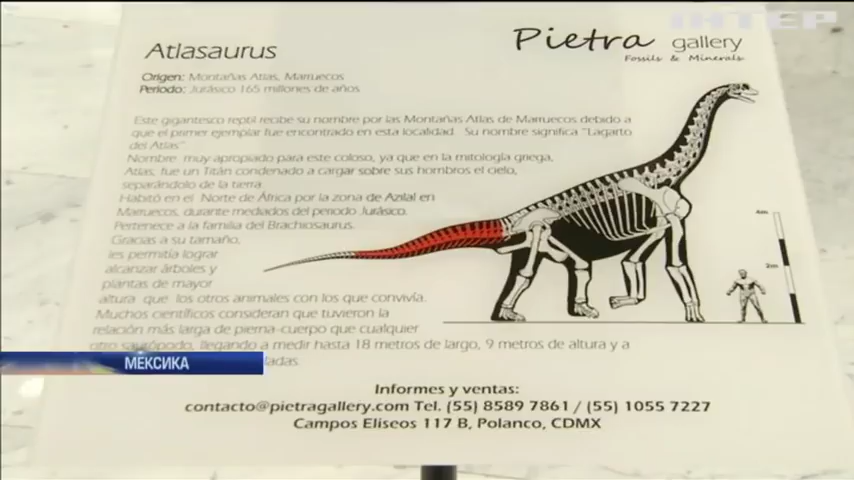 ІНТЕР
Pietra gallery
Fossils & Minerals
Atlasaurus
Origen: Montañas Atlas, Marruecos
Periodo: Jurásico 165 millones de años
Este gigantesco reptil recibe su nombre por las Montañas Atlas de Marruecos debido a
que el primer ejemplar fue encontrado en esta localidad. Su nombre significa "Lagarto
del Atlas"
Nombre muy apropiado para este coloso, ya que en la mitología griega,
Atlas, fue un Titán condenado a cargar sobre sus hombros el cielo,
separándolo de la tierra.
Habitó en el Norte de África por la zona de Azilal en
Marruecos, durante mediados del periodo Jurásico.
Pertenece a la familia del Brachiosaurus.
Gracias a su tamaño,
les permitía lograr
alcanzar árboles y
plantas de mayor
altura que los otros animales con los que convivía.
Muchos científicos consideran que tuvieron la
relación más larga de pierna-cuerpo que cualquier
otro saurópodo, llegando a medir hasta 18 metros de largo, 9 metros de altura y a
ladas.
4m
2m
МЕКСИКА
Informes y ventas:
contacto@pietragallery.com Tel. (55) 8589 7861 / (55) 1055 7227
Campos Elíseos 117 B, Polanco, CDMX